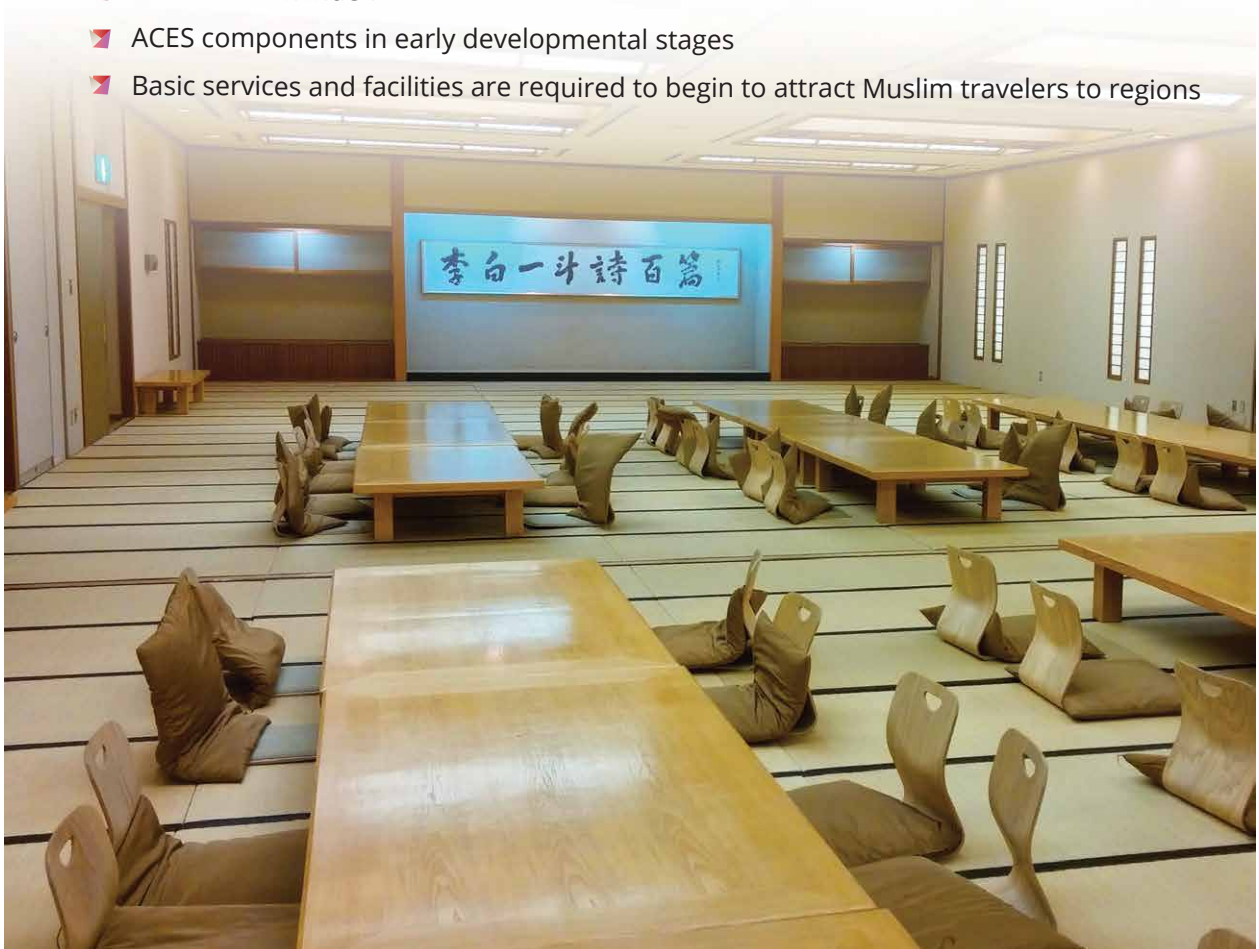 ACES components in early developmental stages
Basic services and facilities are required to begin to attract Muslim travelers to regions
李白一斗詩百篇